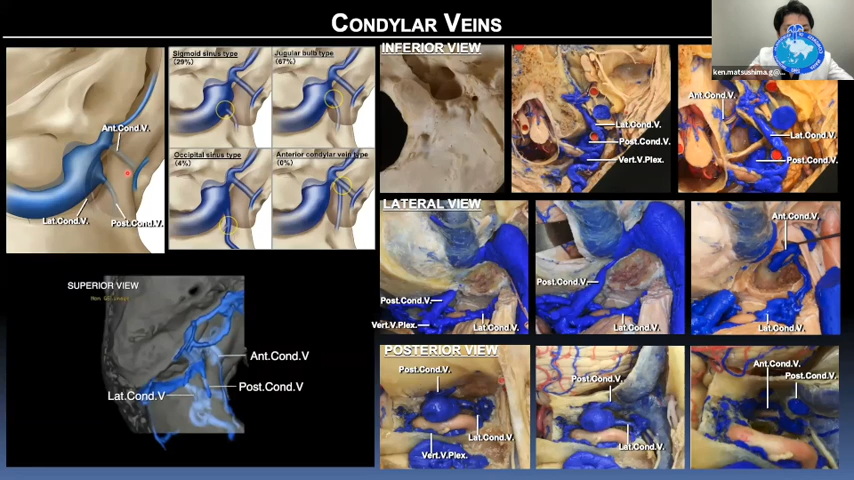 CONDYLAR VEINS
ken.matsushima.g@...
Ant.Cond.V.
Lat.Cond.V.
Post.Cond.V.
Sigmoid sinus type
(29%)
Jugular bulb type
(67%)
Occipital sinus type
(4%)
Anterior condylar vein type
(0%)
SUPERIOR VIEW
Ant.Cond.V
Post.Cond.V
Lat.Cond.V
INFERIOR VIEW
Lat.Cond.V.
Post.Cond.V.
Vert.V.Plex.
Ant.Cond.V.
Lat.Cond.V.
Post.Cond.V.
LATERAL VIEW
Post.Cond.V.
Vert.V.Plex.
Lat.Cond.V.
Post.Cond.V.
Lat.Cond.V.
Ant.Cond.V.
Lat.Cond.V.
POSTERIOR VIEW
Post.Cond.V.
Lat.Cond.V.
Vert.V.Plex.
Post.Cond.V.
Lat.Cond.V.
Ant.Cond.V.
Post.Cond.V.